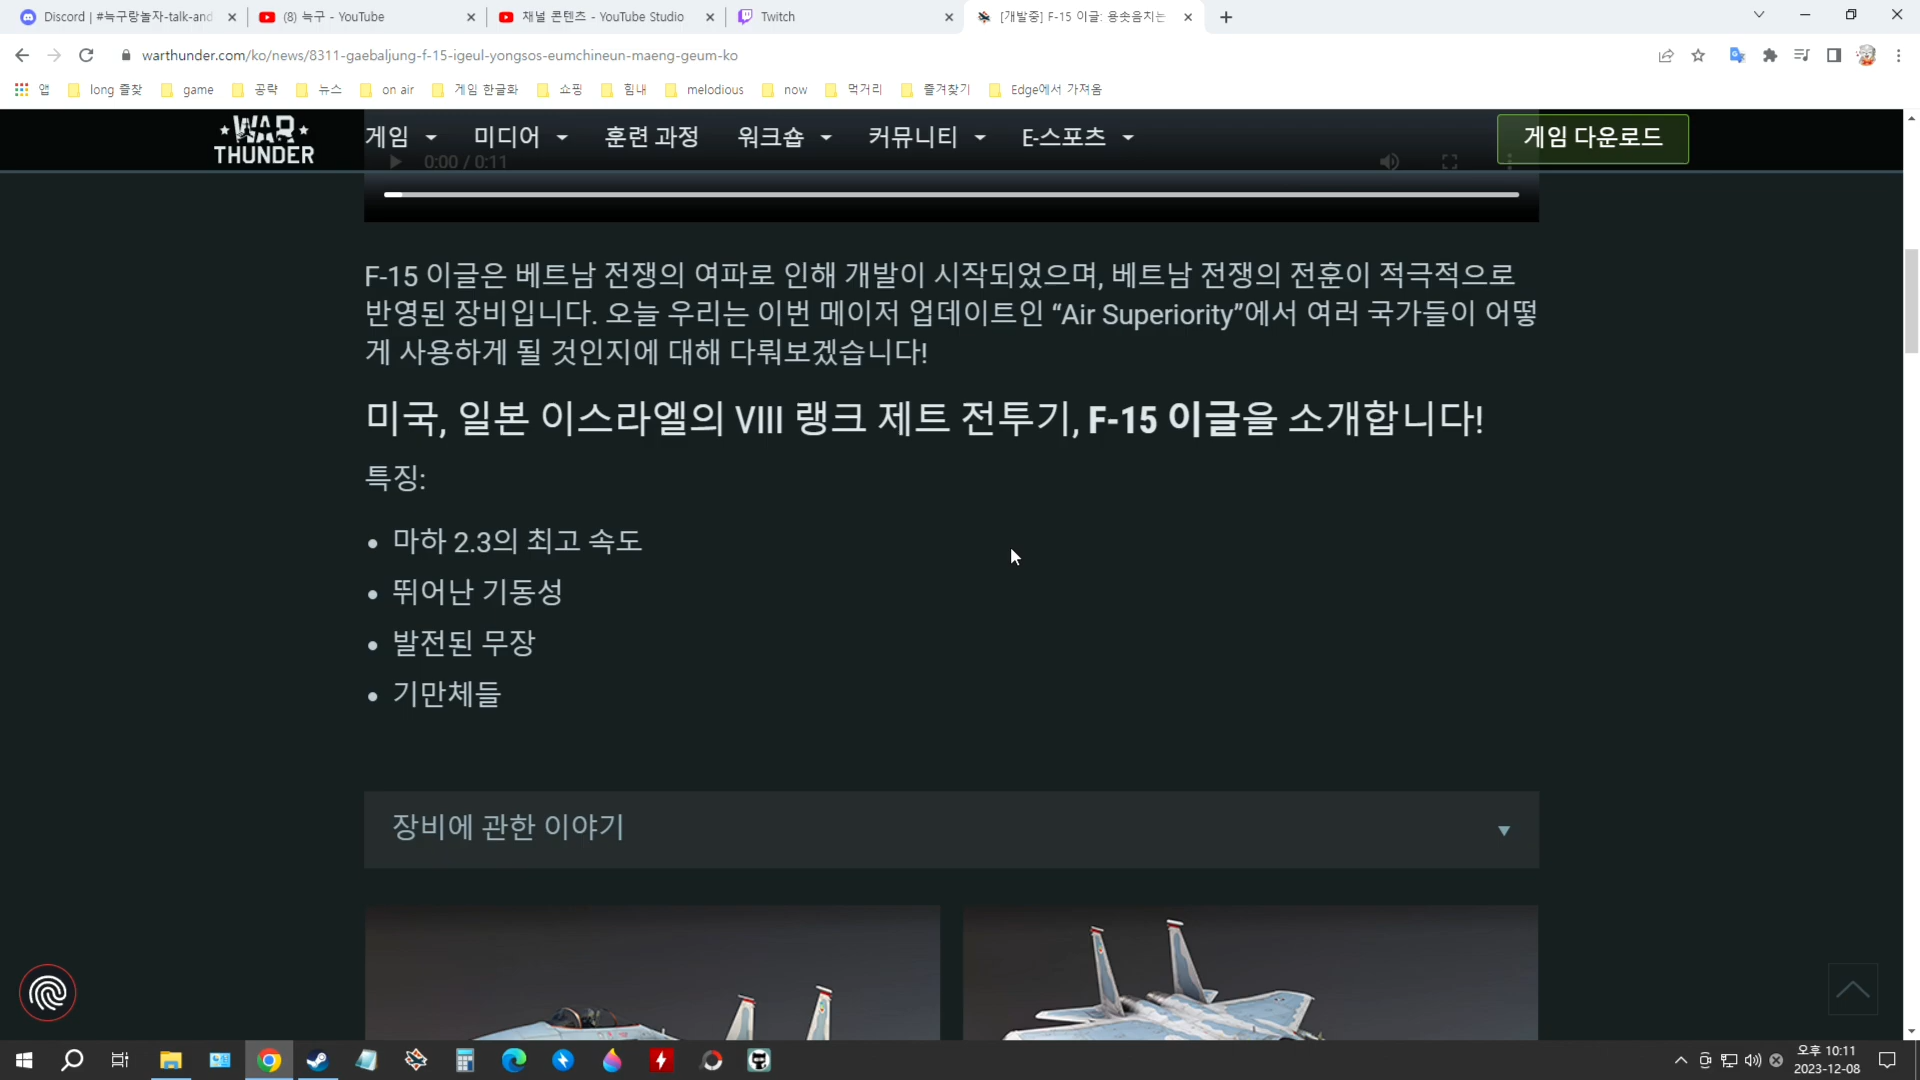 Discord | #늑구랑놀자-talk-and
(8) 늑구 - YouTube
채널 콘텐츠 - YouTube Studio
Twitch
[개발중] F-15 이글: 용솟음치는
warthunder.com/ko/news/8311-gaebaljung-f-15-igeul-yongsos-eumchineun-maeng-geum-ko
앱
long 즐찾
game
공략
뉴스
on air
게임 한글화
쇼핑
힘내
melodious
now
먹거리
즐겨찾기
Edge에서 가져옴
WAR
THUNDER
게임
미디어
훈련 과정
워크숍
커뮤니티
E-스포츠
게임 다운로드
0:00 / 0:11
F-15 이글은 베트남 전쟁의 여파로 인해 개발이 시작되었으며, 베트남 전쟁의 전훈이 적극적으로
반영된 장비입니다. 오늘 우리는 이번 메이저 업데이트인 “Air Superiority”에서 여러 국가들이 어떻
게 사용하게 될 것인지에 대해 다뤄보겠습니다!
미국, 일본 이스라엘의 VIII 랭크 제트 전투기, F-15 이글을 소개합니다!
특징:
• 마하 2.3의 최고 속도
• 뛰어난 기동성
• 발전된 무장
• 기만체들
장비에 관한 이야기
오후 10:11
2023-12-08